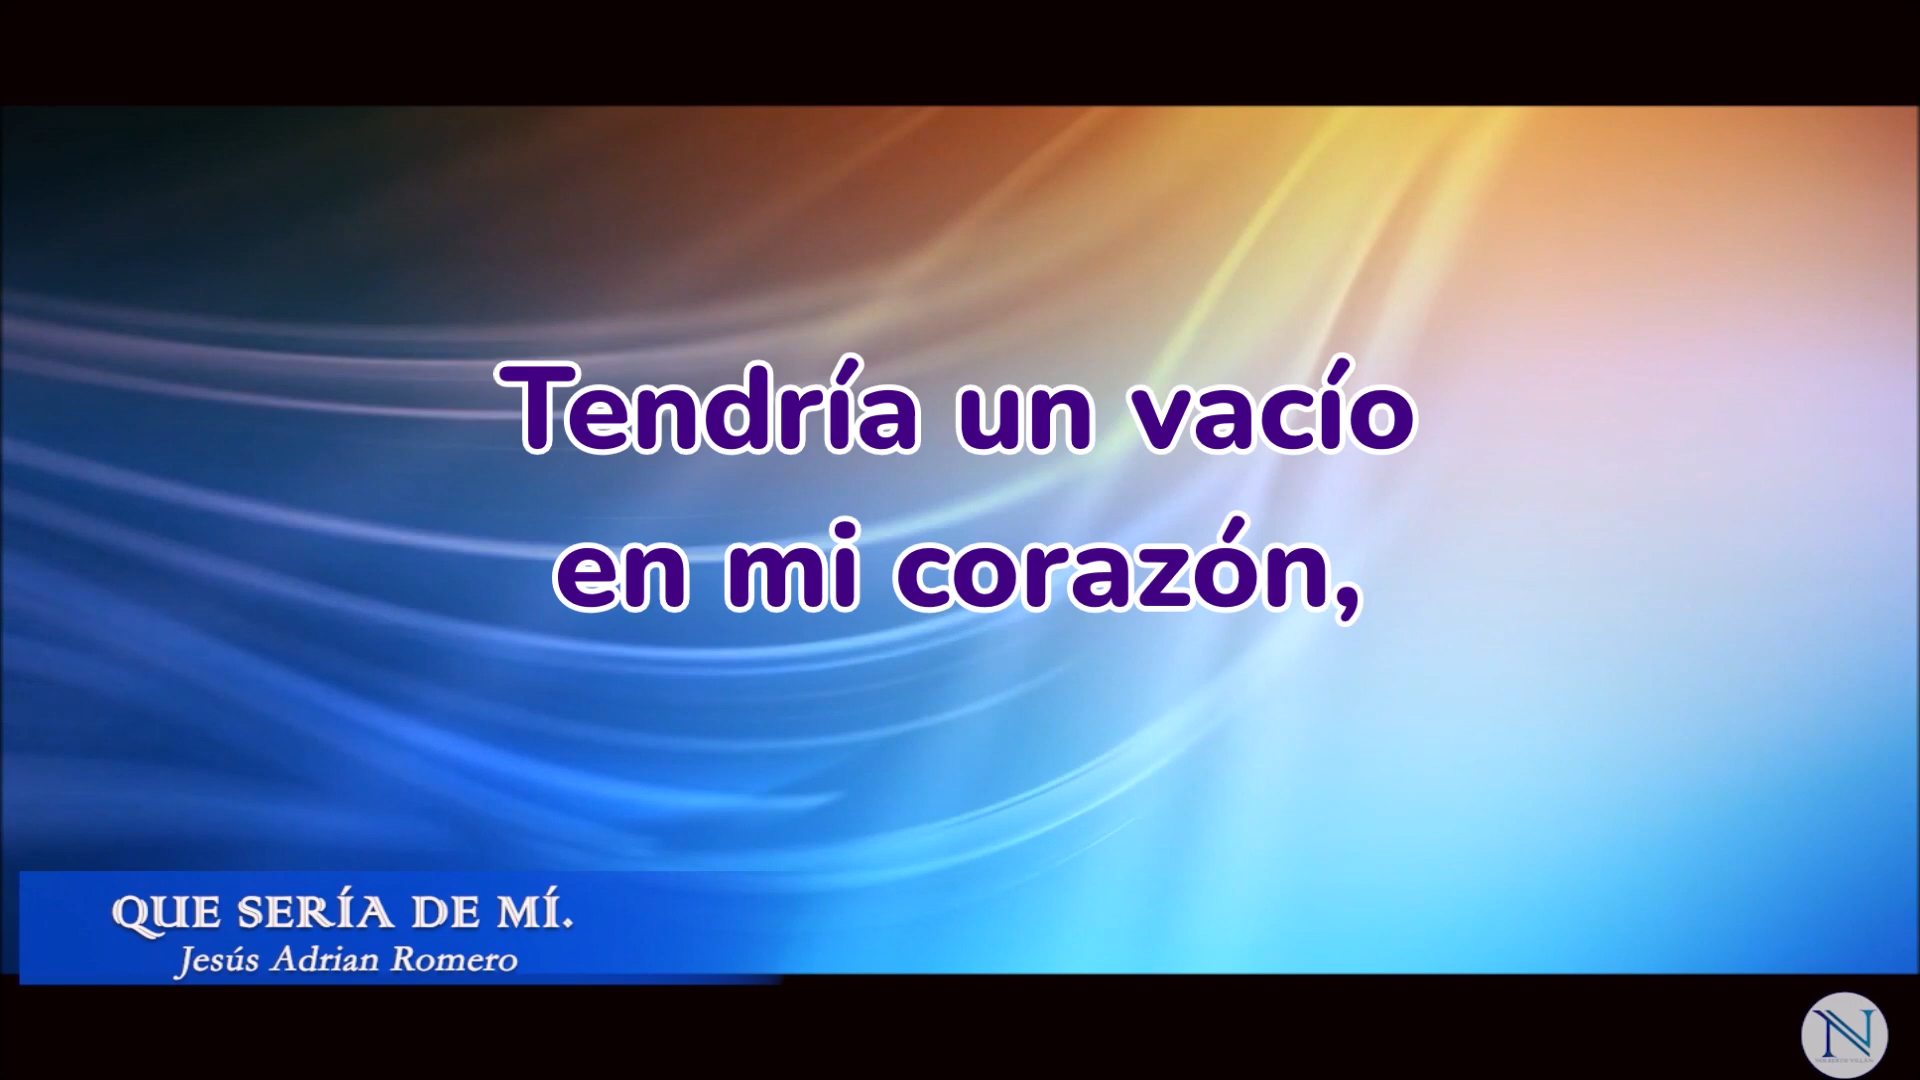 Tendría un vacío
en mi corazón,
QUE SERÍA DE MÍ.
Jesús Adrian Romero
N